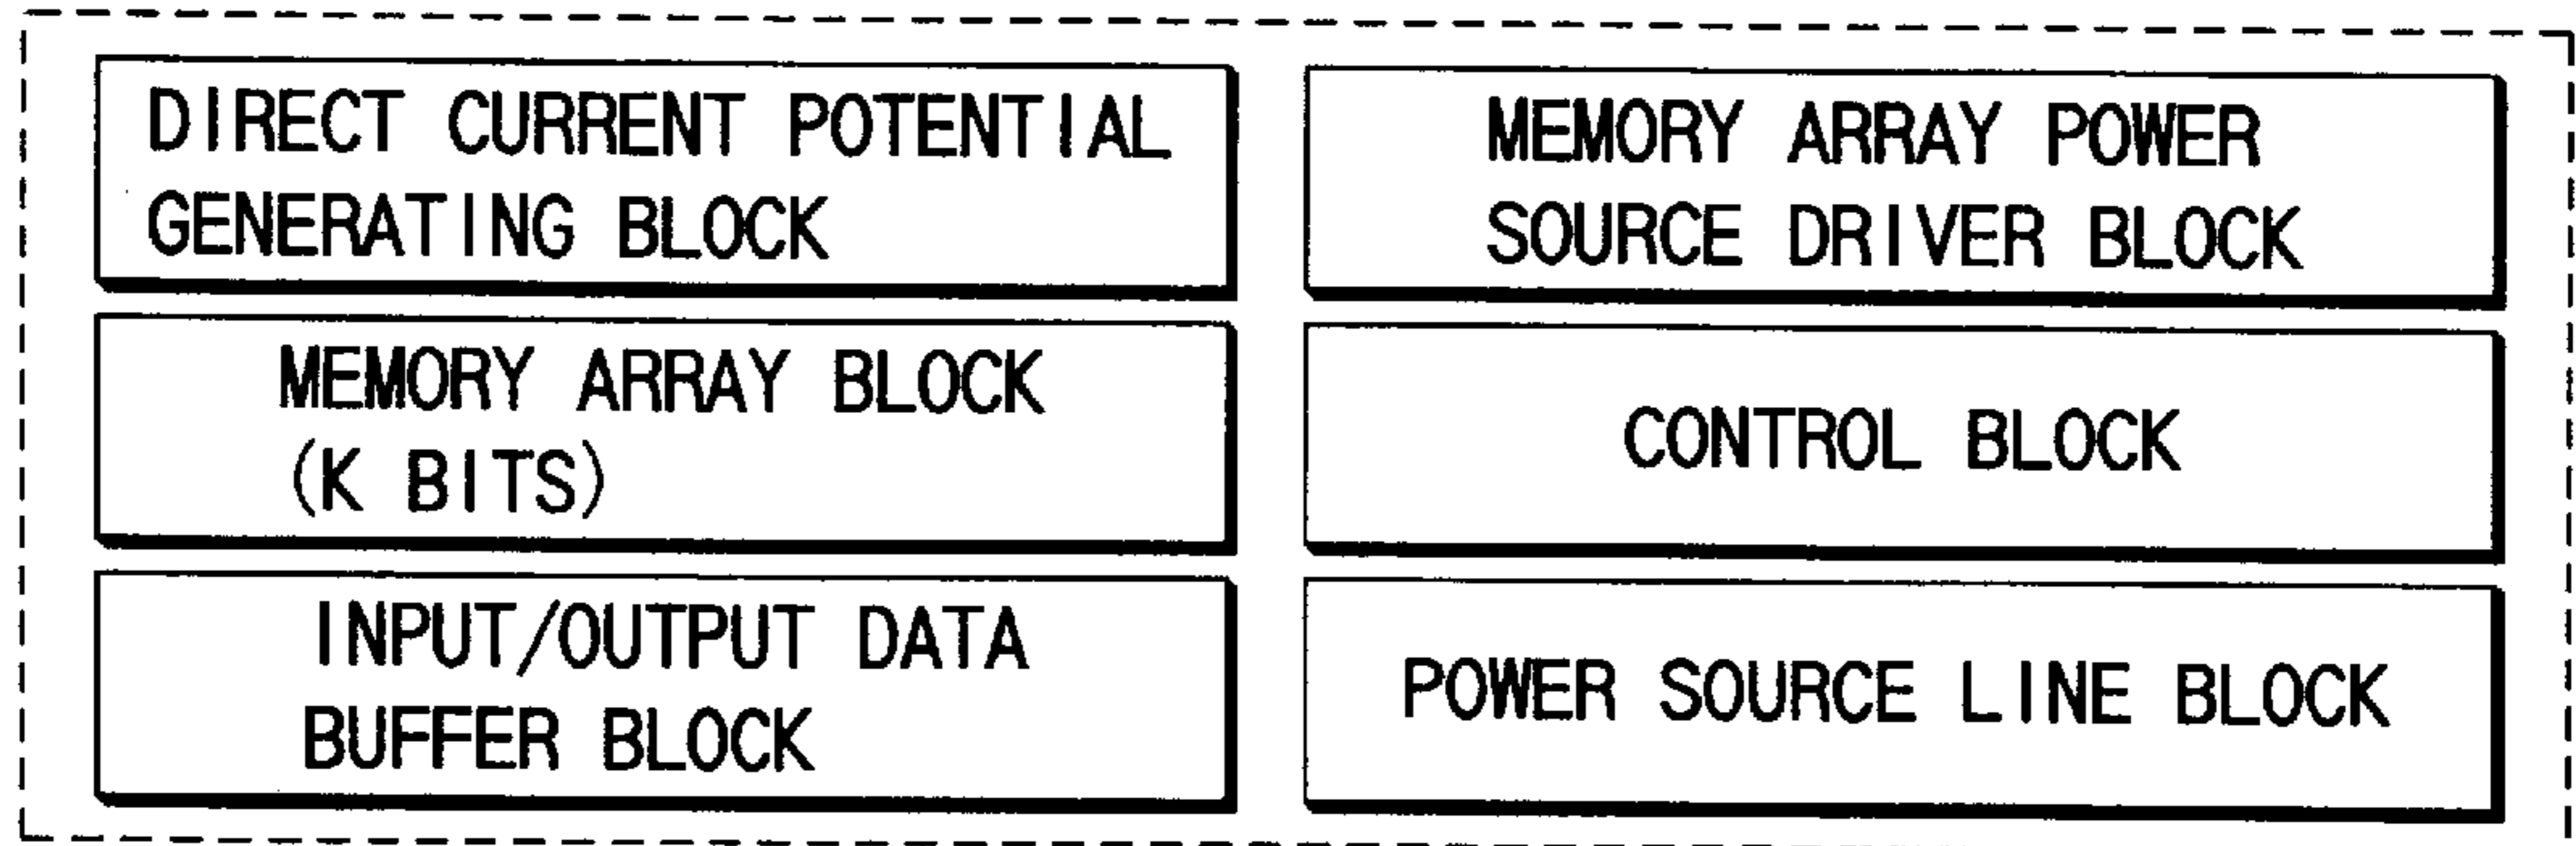 DIRECT CURRENT POTENTIAL
GENERATING BLOCK
MEMORY ARRAY POWER
SOURCE DRIVER BLOCK
MEMORY ARRAY BLOCK
(K BITS)
CONTROL BLOCK
INPUT/OUTPUT DATA
BUFFER BLOCK
POWER SOURCE LINE BLOCK